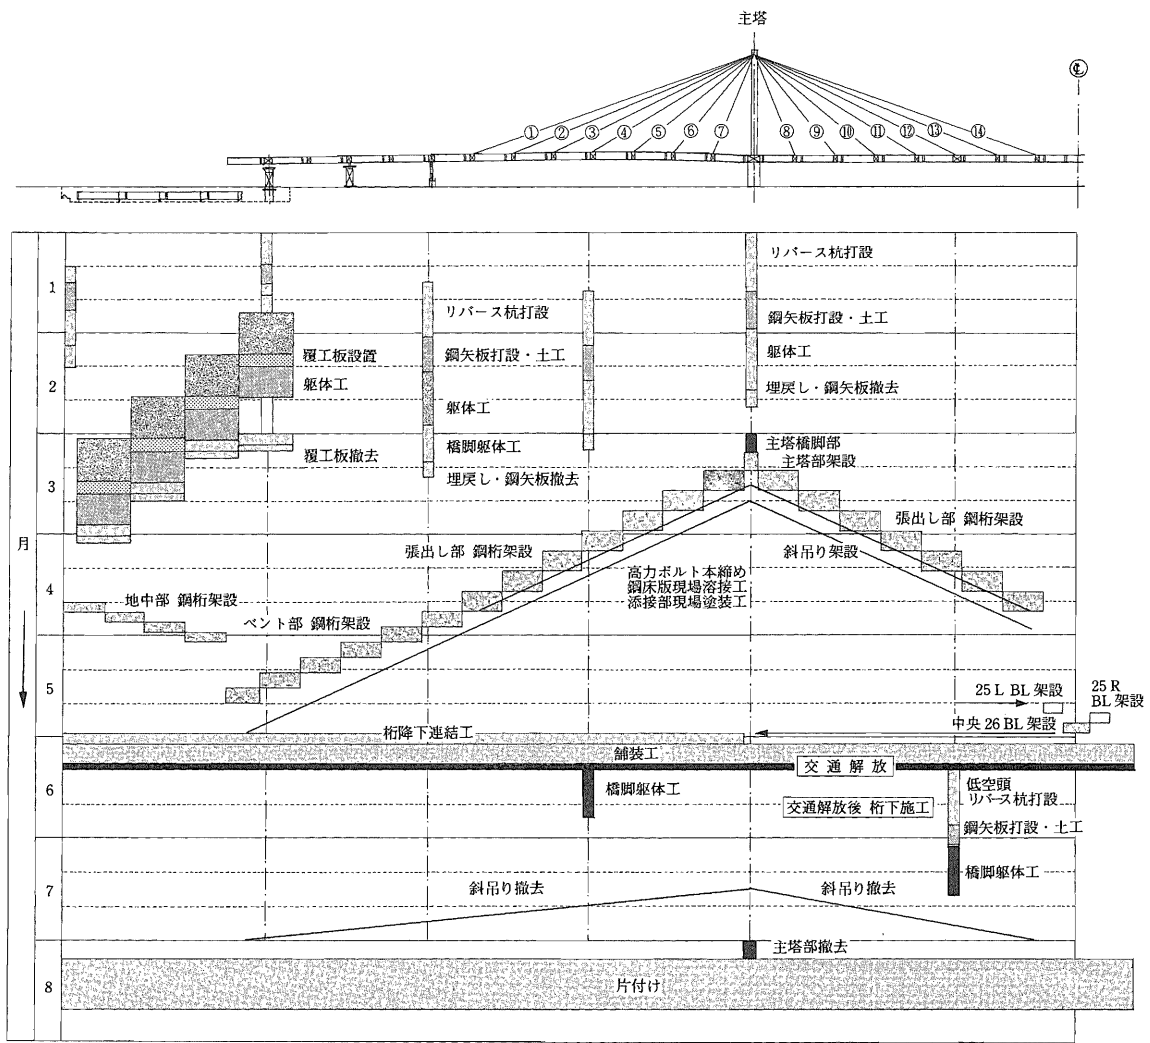 主塔
℄
① ② ③ ④ ⑤ ⑥ ⑦ ⑧ ⑨ ⑩ ⑪ ⑫ ⑬ ⑭
月
1
2
3
4
5
6
7
8
リバース杭打設
鋼矢板打設・土工
躯体工
埋戻し・鋼矢板撤去
リバース杭打設
鋼矢板打設・土工
躯体工
橋脚躯体工
埋戻し・鋼矢板撤去
覆工板設置
躯体工
覆工板撤去
主塔橋脚部
主塔部架設
張出し部 鋼桁架設
張出し部 鋼桁架設
斜吊り架設
高力ボルト本締め
鋼床版現場溶接工
添接部現場塗装工
地中部 鋼桁架設
ベント部 鋼桁架設
25 L BL 架設
25 R
BL 架設
中央 26 BL 架設
桁降下連結工
舗装工
交通解放
橋脚躯体工
交通解放後 桁下施工
低空頭
リバース杭打設
鋼矢板打設・土工
橋脚躯体工
斜吊り撤去
斜吊り撤去
主塔部撤去
片付け